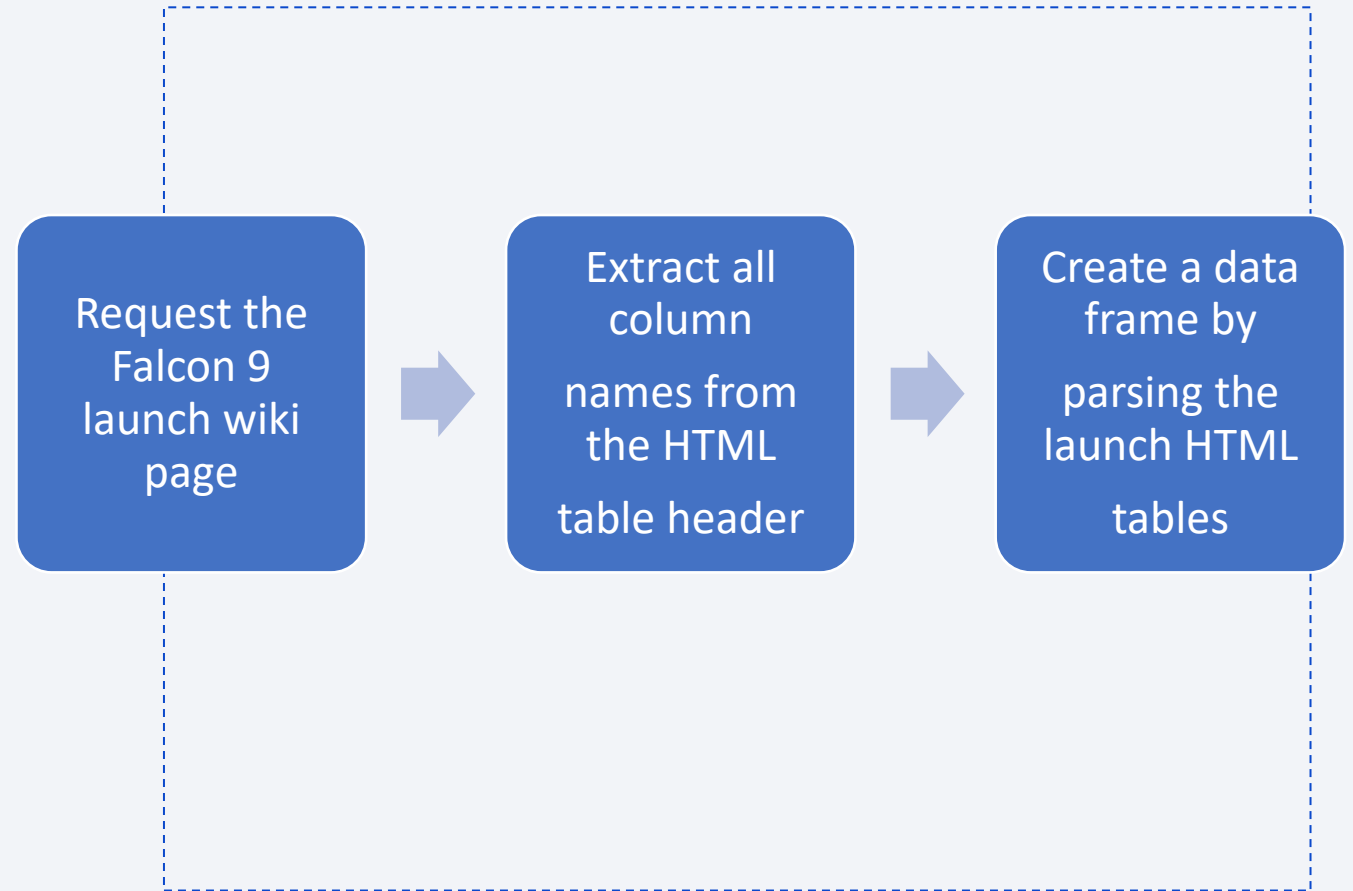 Request the
Falcon 9
launch wiki
page
Extract all
column
names from
the HTML
table header
Create a data
frame by
parsing the
launch HTML
tables